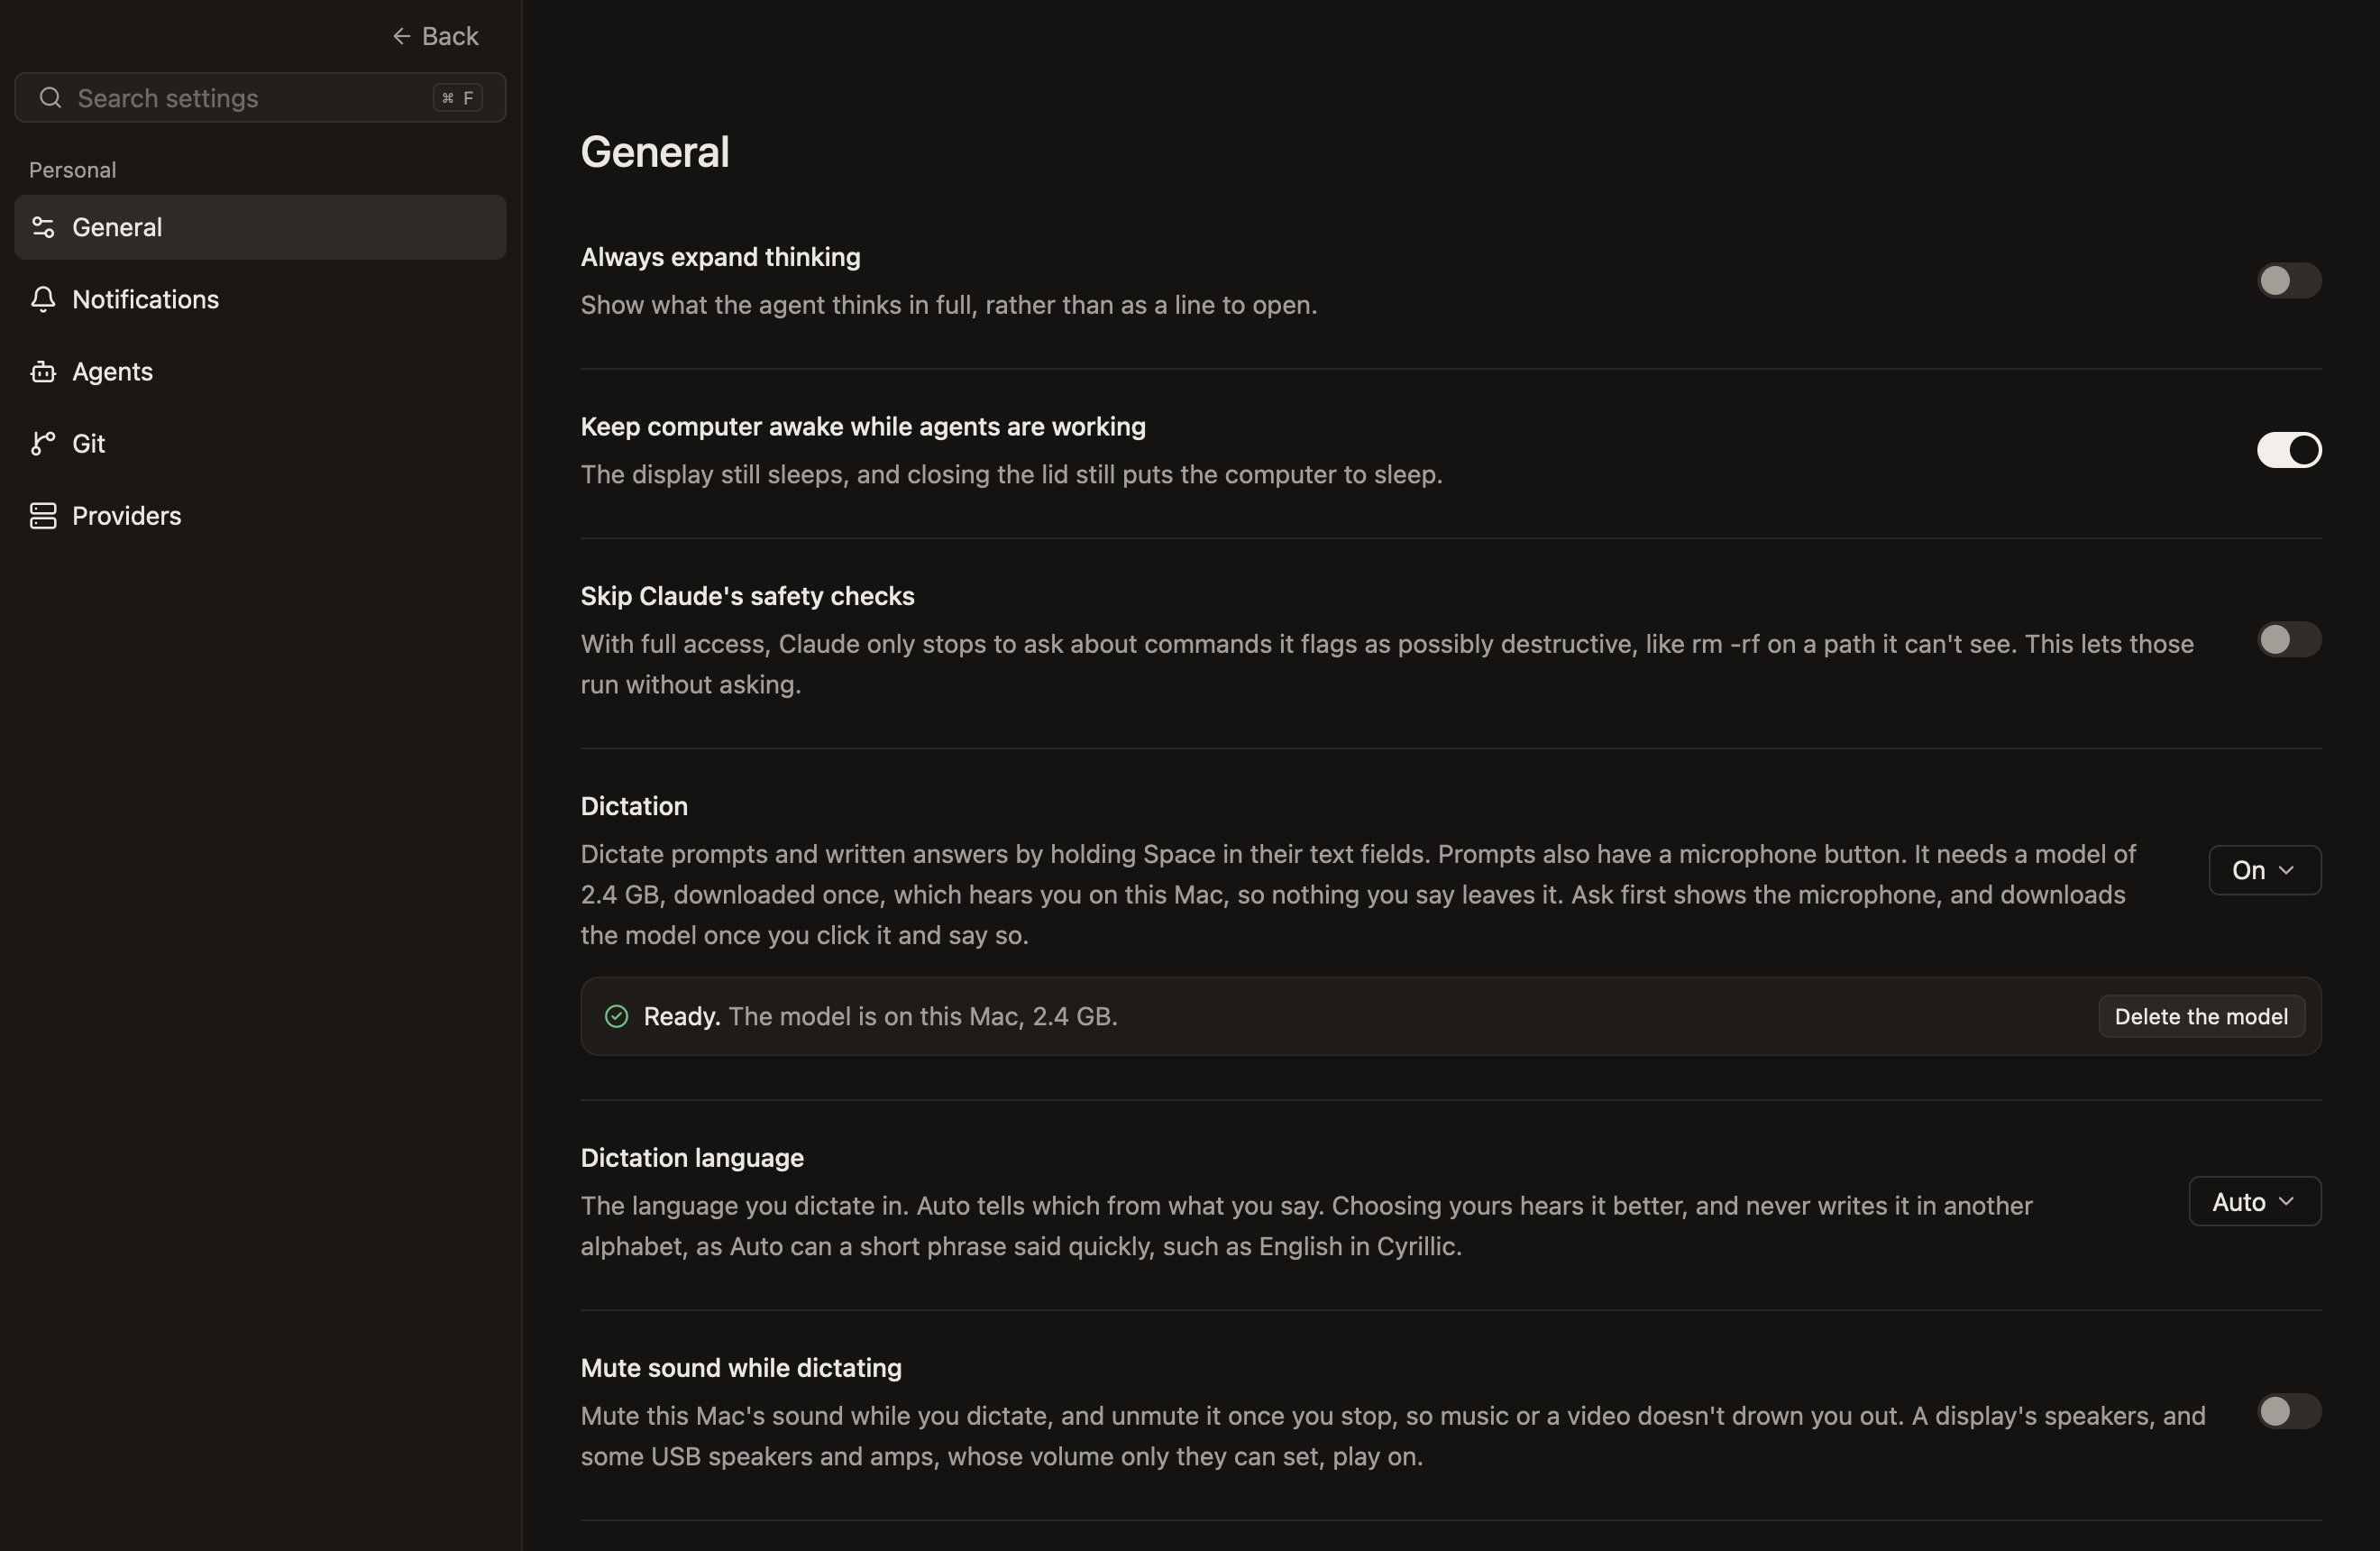 Back
Search settings
⌘ F
Personal
General
Notifications
Agents
Git
Providers
General
Always expand thinking
Show what the agent thinks in full, rather than as a line to open.
Keep computer awake while agents are working
The display still sleeps, and closing the lid still puts the computer to sleep.
Skip Claude's safety checks
With full access, Claude only stops to ask about commands it flags as possibly destructive, like rm -rf on a path it can't see. This lets those
run without asking.
Dictation
Dictate prompts and written answers by holding Space in their text fields. Prompts also have a microphone button. It needs a model of
2.4 GB, downloaded once, which hears you on this Mac, so nothing you say leaves it. Ask first shows the microphone, and downloads
the model once you click it and say so.
On
Ready. The model is on this Mac, 2.4 GB.
Delete the model
Dictation language
The language you dictate in. Auto tells which from what you say. Choosing yours hears it better, and never writes it in another
alphabet, as Auto can a short phrase said quickly, such as English in Cyrillic.
Auto
Mute sound while dictating
Mute this Mac's sound while you dictate, and unmute it once you stop, so music or a video doesn't drown you out. A display's speakers, and
some USB speakers and amps, whose volume only they can set, play on.